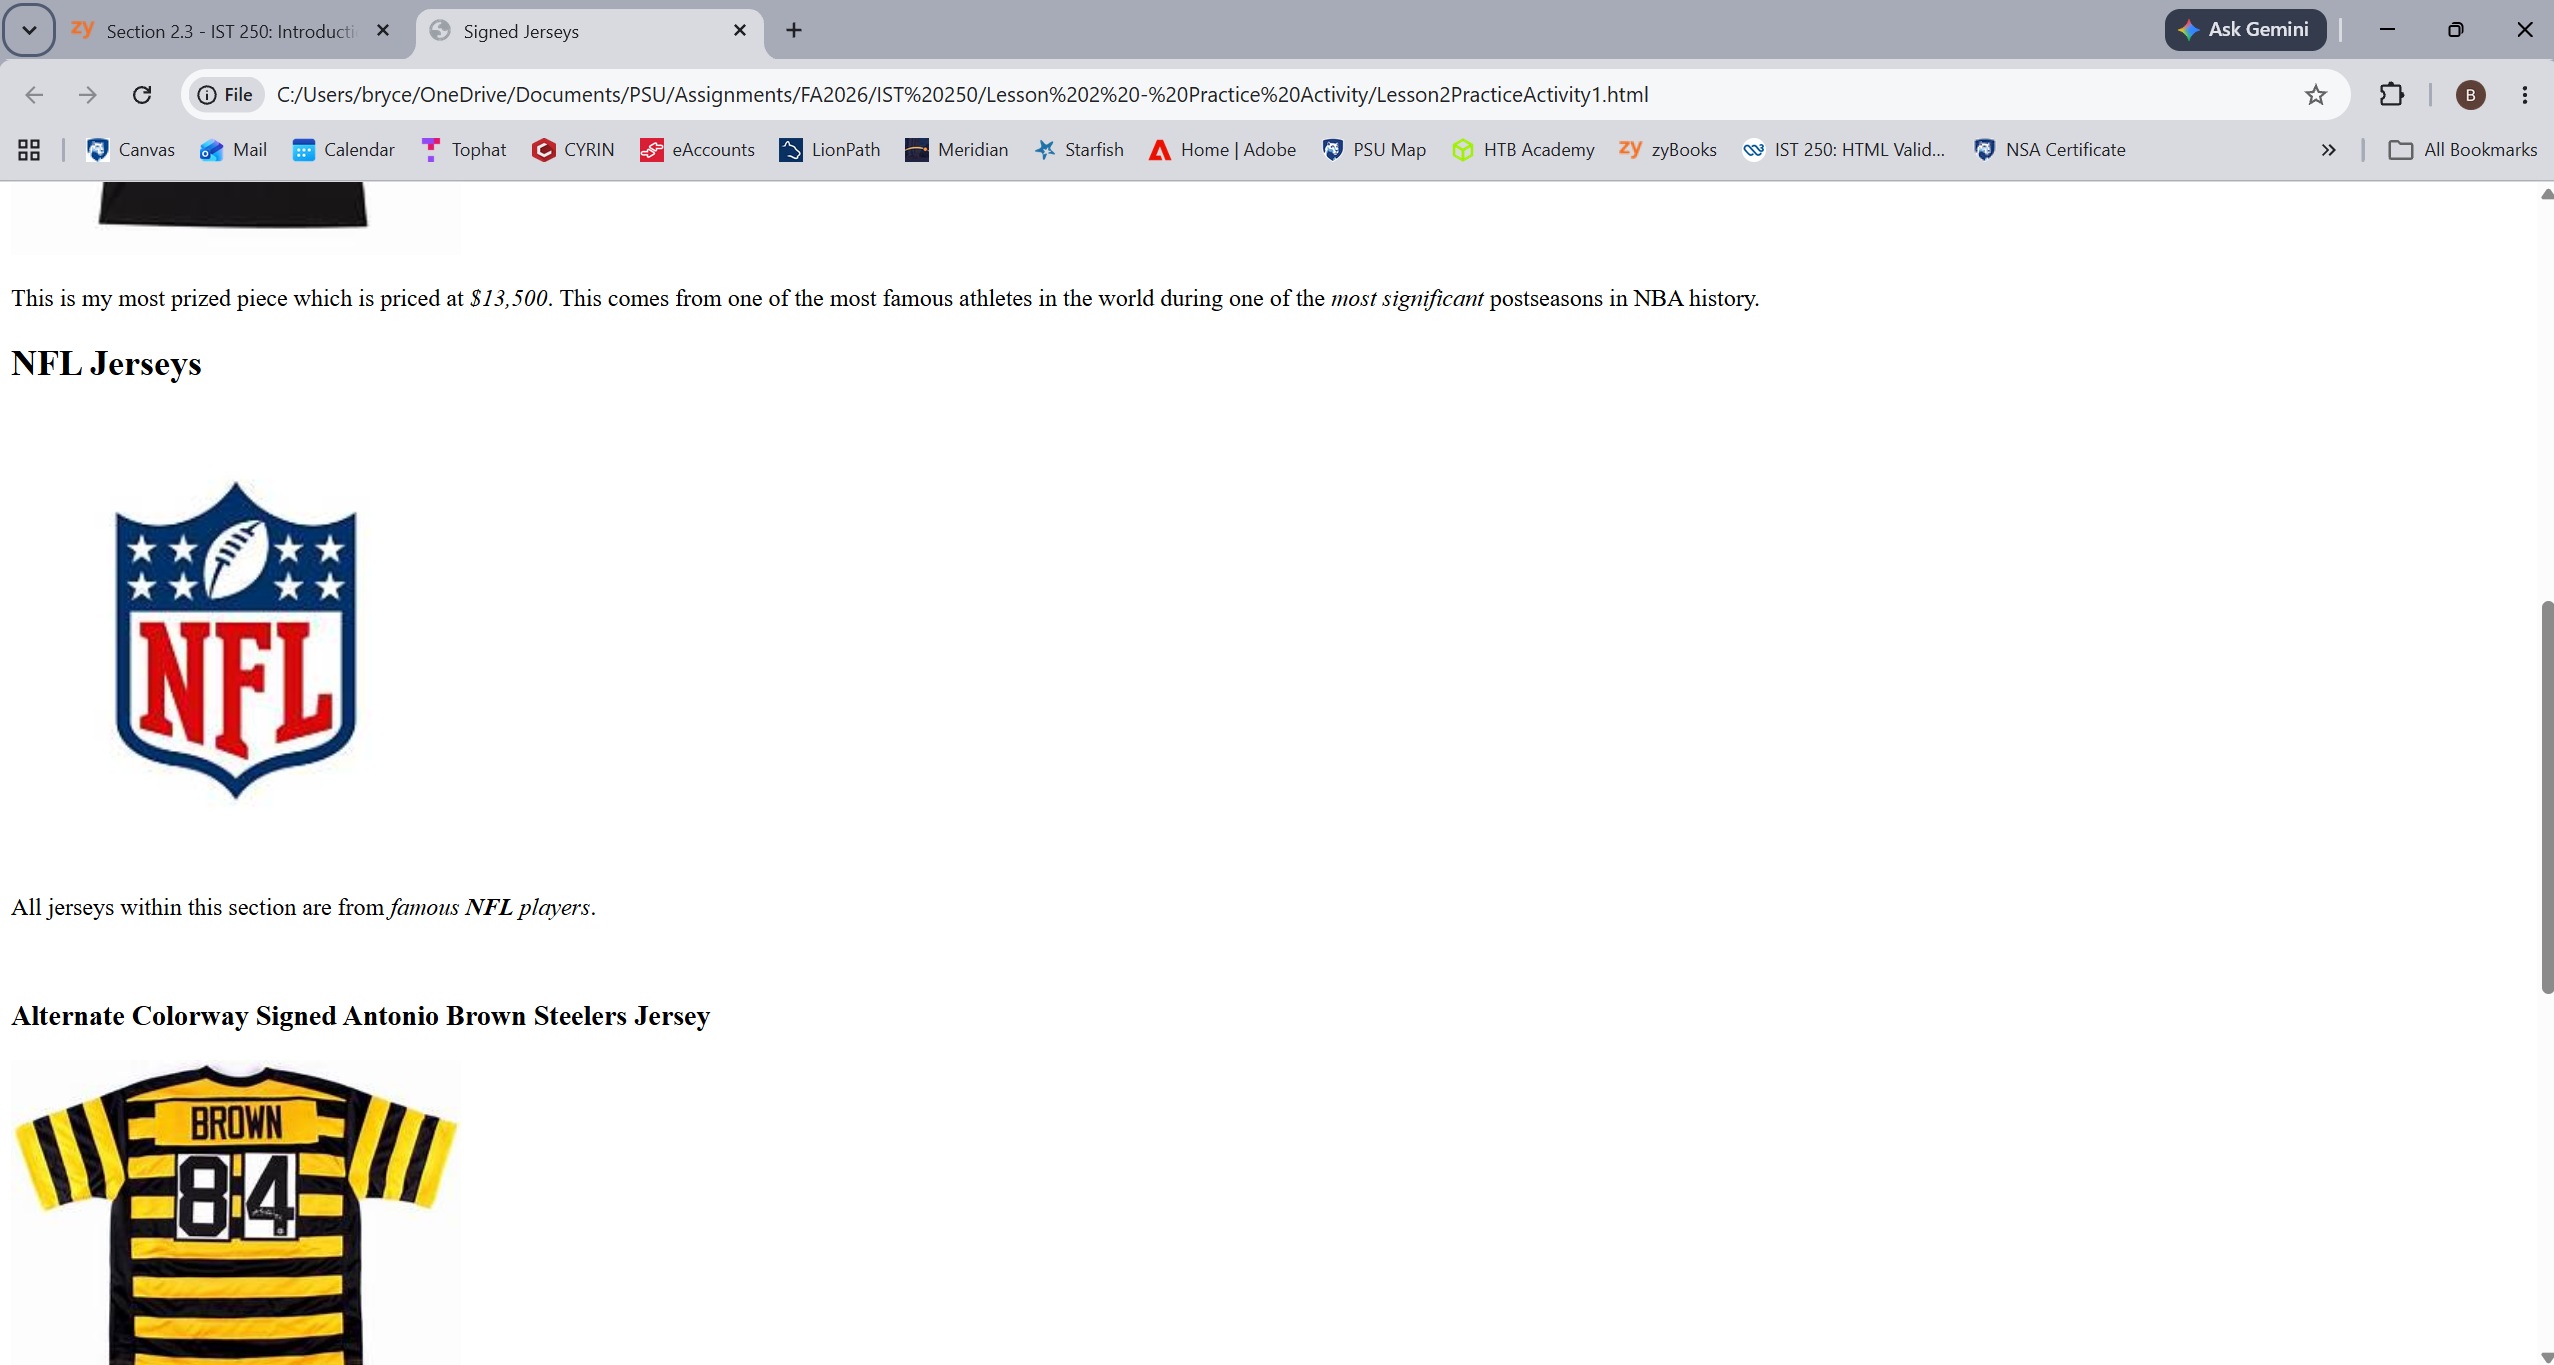 zy Section 2.3 - IST 250: Introducti
Signed Jerseys
Ask Gemini
File
C:/Users/bryce/OneDrive/Documents/PSU/Assignments/FA2026/IST%20250/Lesson%202%20-%20Practice%20Activity/Lesson2PracticeActivity1.html
B
Canvas Mail Calendar Tophat CYRIN eAccounts LionPath Meridian Starfish Home | Adobe PSU Map HTB Academy zy zyBooks IST 250: HTML Valid... NSA Certificate » All Bookmarks
This is my most prized piece which is priced at $13,500. This comes from one of the most famous athletes in the world during one of the most significant postseasons in NBA history.
NFL Jerseys
NFL
All jerseys within this section are from famous NFL players.
Alternate Colorway Signed Antonio Brown Steelers Jersey
BROWN
84